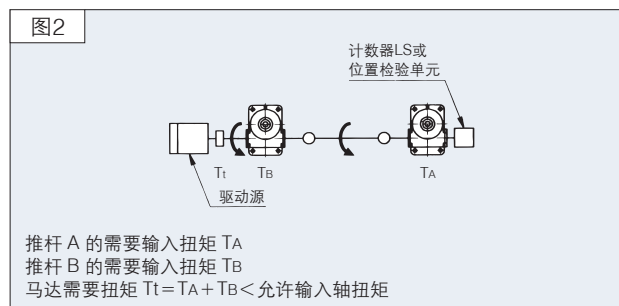 图2
计数器LS或
位置检验单元
Tt
TB
TA
驱动源
推杆 A 的需要输入扭矩 TA
推杆 B 的需要输入扭矩 TB
马达需要扭矩 Tt＝TA＋TB＜允许输入轴扭矩